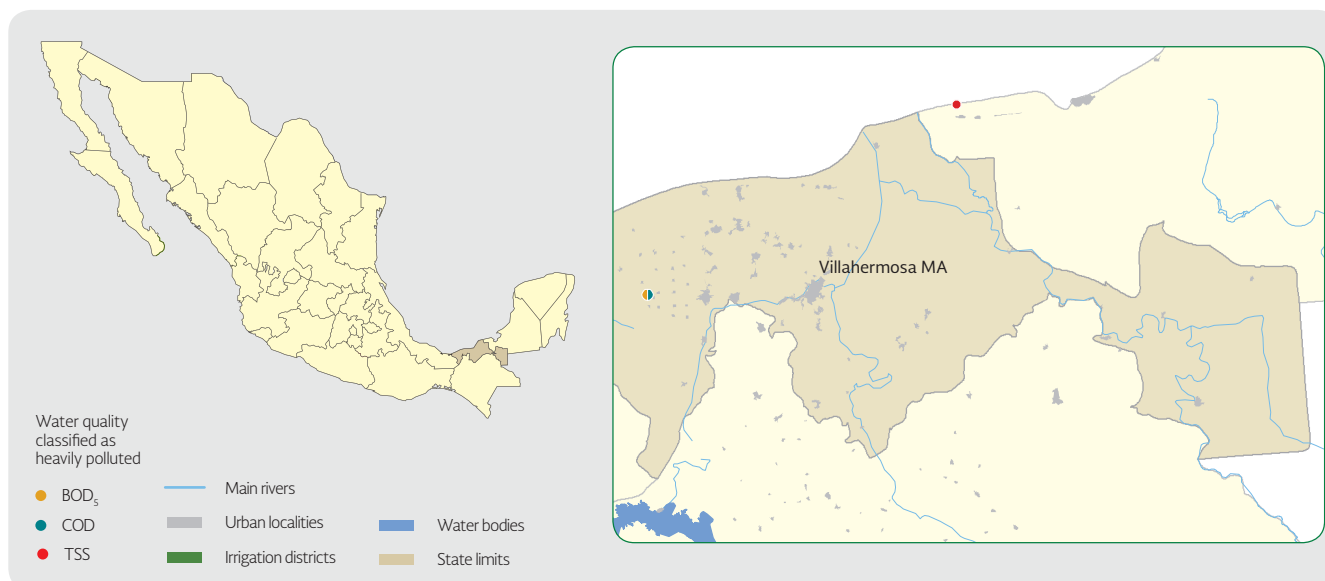 Villahermosa MA
Water quality
classified as
heavily polluted
BOD₅
COD
TSS
Main rivers
Urban localities
Irrigation districts
Water bodies
State limits